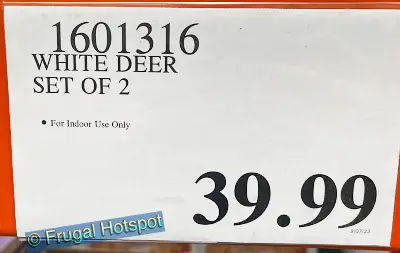 1601316
WHITE DEER
SET OF 2
• For Indoor Use Only
39.99
© Frugal Hotspot